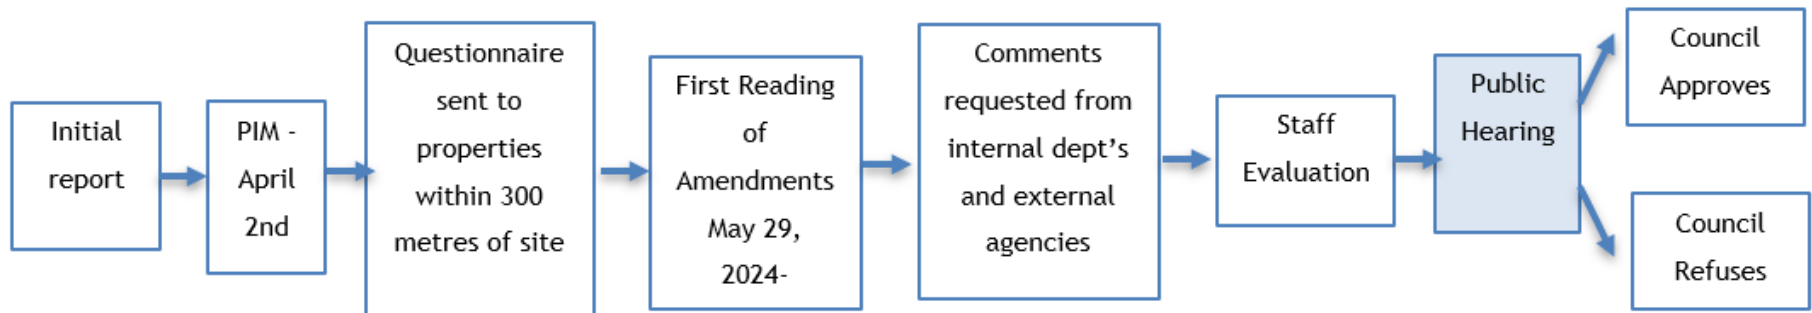 Initial
report
PIM -
April
2nd
Questionnaire
sent to
properties
within 300
metres of site
First Reading
of
Amendments
May 29,
2024-
Comments
requested from
internal dept’s
and external
agencies
Staff
Evaluation
Public
Hearing
Council
Approves
Council
Refuses